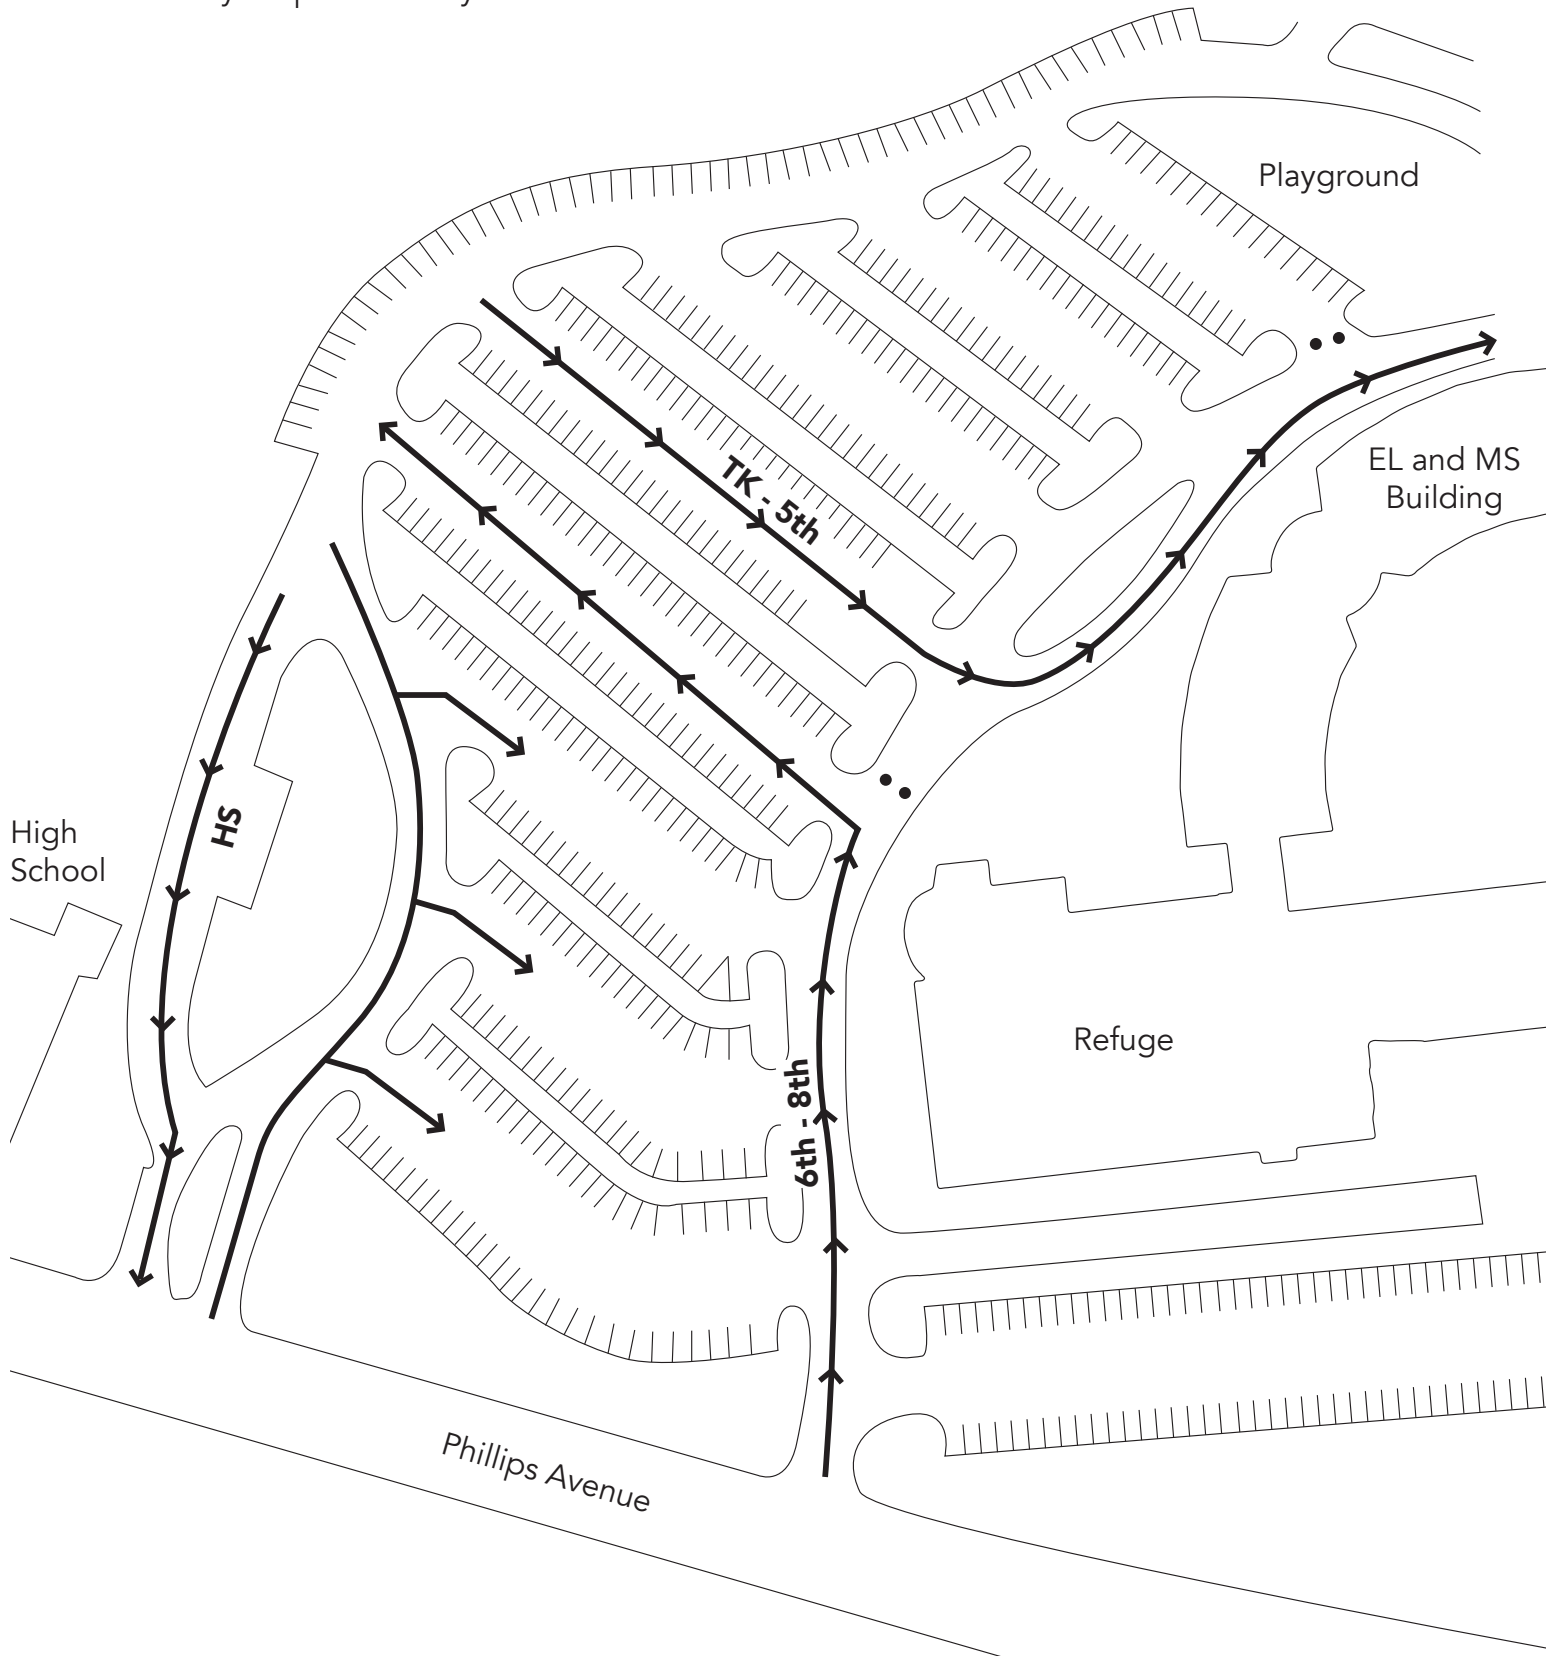 Playground
EL and MS
Building
TK - 5th
High
School
HS
Refuge
6th - 8th
Phillips Avenue